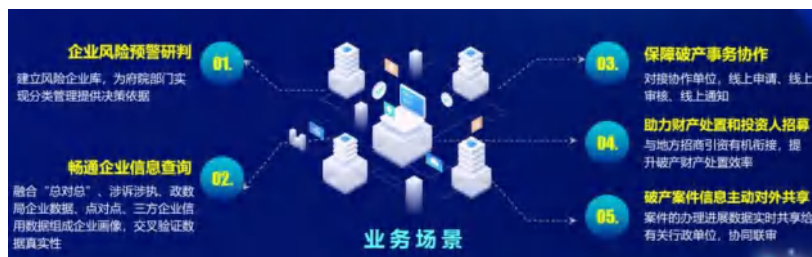 企业风险预警研判
01.
建立风险企业库，为府院部门实
现分类管理提供决策依据
畅通企业信息查询
02.
融合“总对总”、涉诉涉执、政数
局企业数据、点对点、三方企业信
用数据组成企业画像，交叉验证数
据真实性
03.
保障破产事务协作
对接协作单位，线上申请、线上
审核、线上通知
04.
助力财产处置和投资人招募
与地方招商引资有机衔接，提
升破产财产处置效率
05.
破产案件信息主动对外共享
案件的办理进展数据实时共享给
有关行政单位，协同联审
业务场景